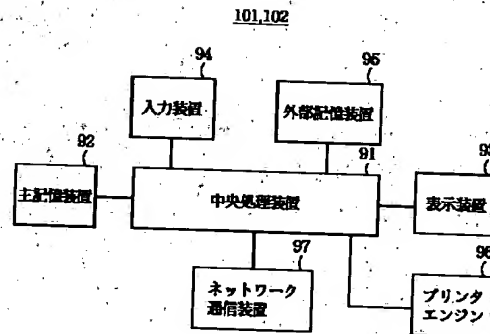 101,102
94
95
入力装置
外部記憶装置
92
91
93
主記憶装置
中央処理装置
表示装置
97
96
ネットワーク
通信装置
プリンタ
エンジン